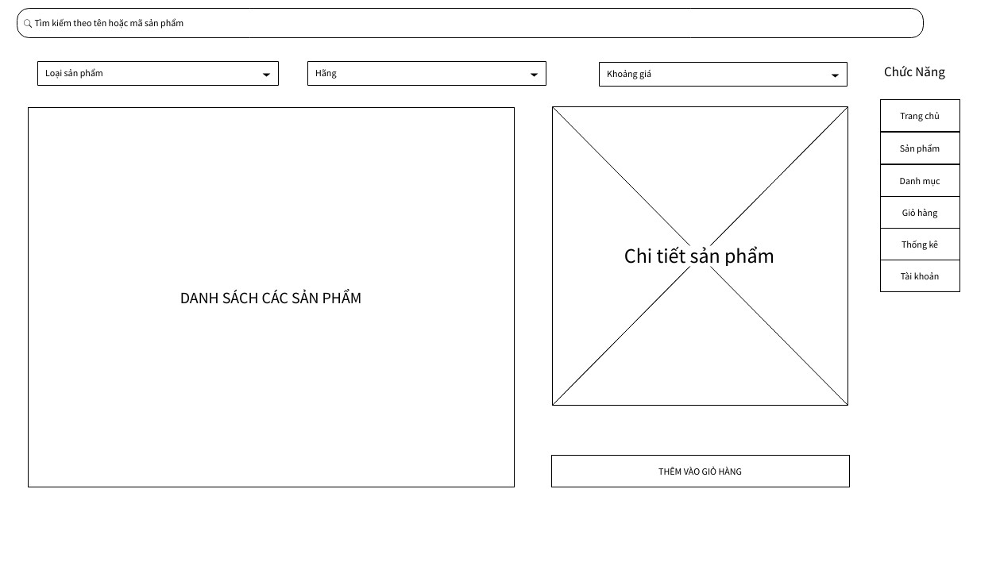 Tìm kiếm theo tên hoặc mã sản phẩm
Loại sản phẩm
Hãng
Khoảng giá
Chức Năng
Trang chủ
Sản phẩm
Danh mục
Giỏ hàng
Thống kê
Tài khoản
DANH SÁCH CÁC SẢN PHẨM
Chi tiết sản phẩm
THÊM VÀO GIỎ HÀNG